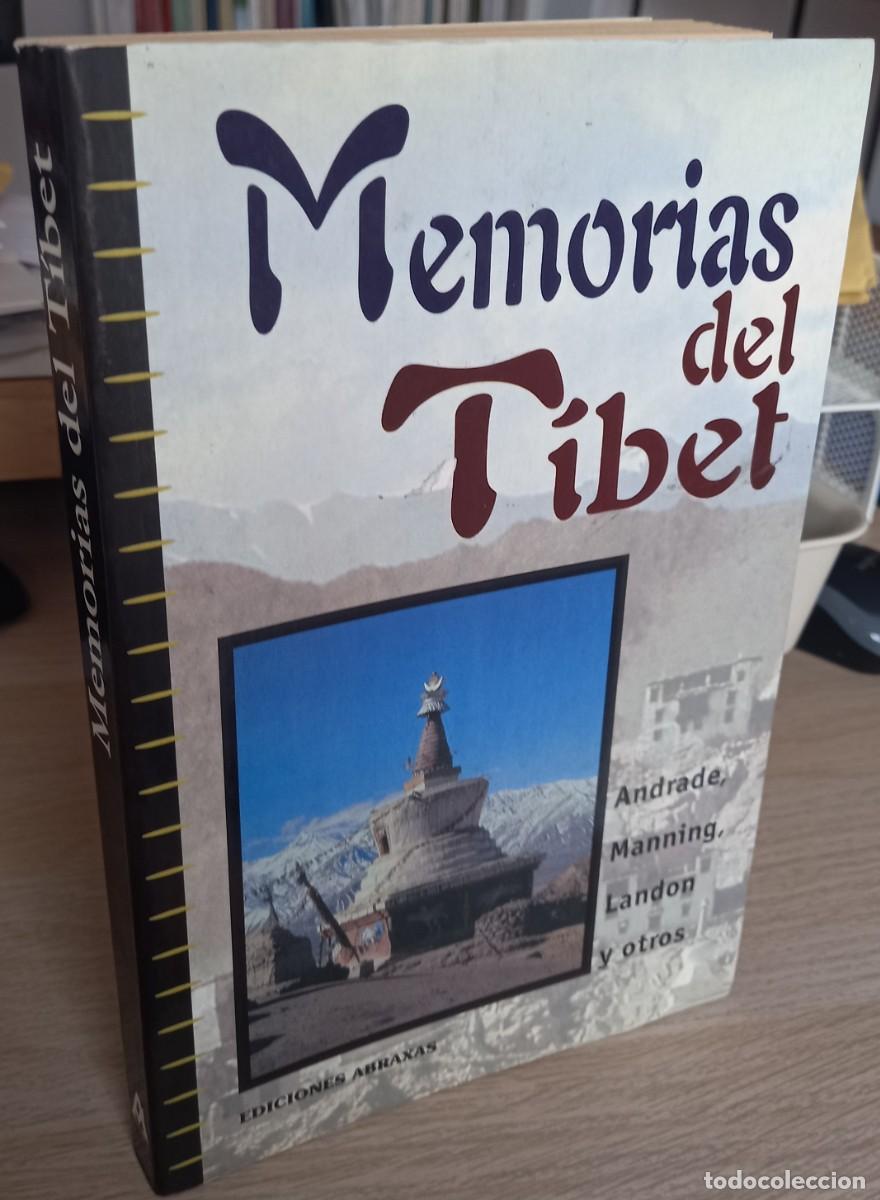 Memorias del Tíbet
Memorias
del
Tíbet
Andrade,
Manning,
Landon
y otros
EDICIONES ABRAXAS
todocoleccion